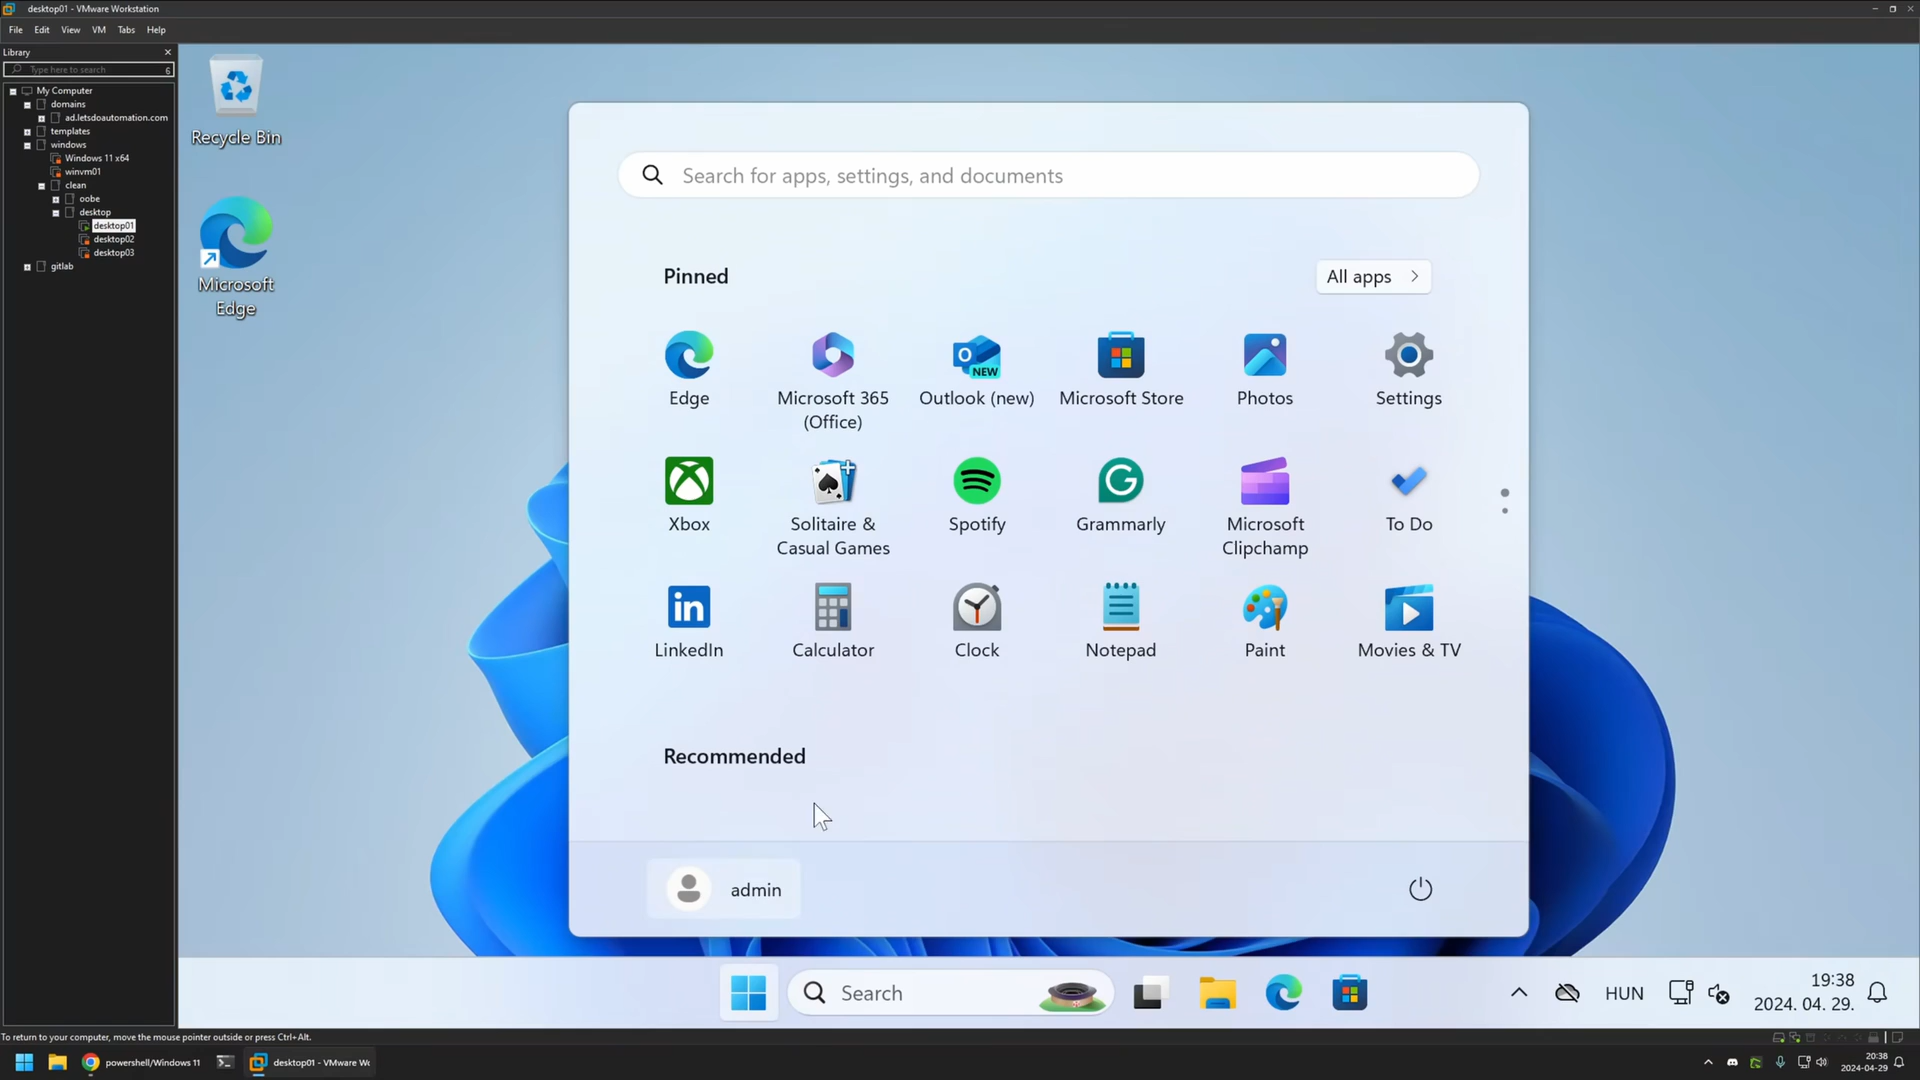 desktop01 - VMware Workstation
File Edit View VM Tabs Help
Library
Type here to search
My Computer
domains
ad.letsdoautomation.com
templates
windows
Windows 11 x64
winvm01
clean
oobe
desktop
desktop01
desktop02
desktop03
gitlab
Recycle Bin
Microsoft
Edge
Search for apps, settings, and documents
Pinned
All apps
Edge
Microsoft 365
(Office)
Outlook (new)
Microsoft Store
Photos
Settings
Xbox
Solitaire &
Casual Games
Spotify
Grammarly
Microsoft
Clipchamp
To Do
LinkedIn
Calculator
Clock
Notepad
Paint
Movies & TV
Recommended
admin
Search
HUN
19:38
2024. 04. 29.
To return to your computer, move the mouse pointer outside or press Ctrl+Alt.
powershell/Windows 11
desktop01 - VMware Wo
20:38
2024-04-29